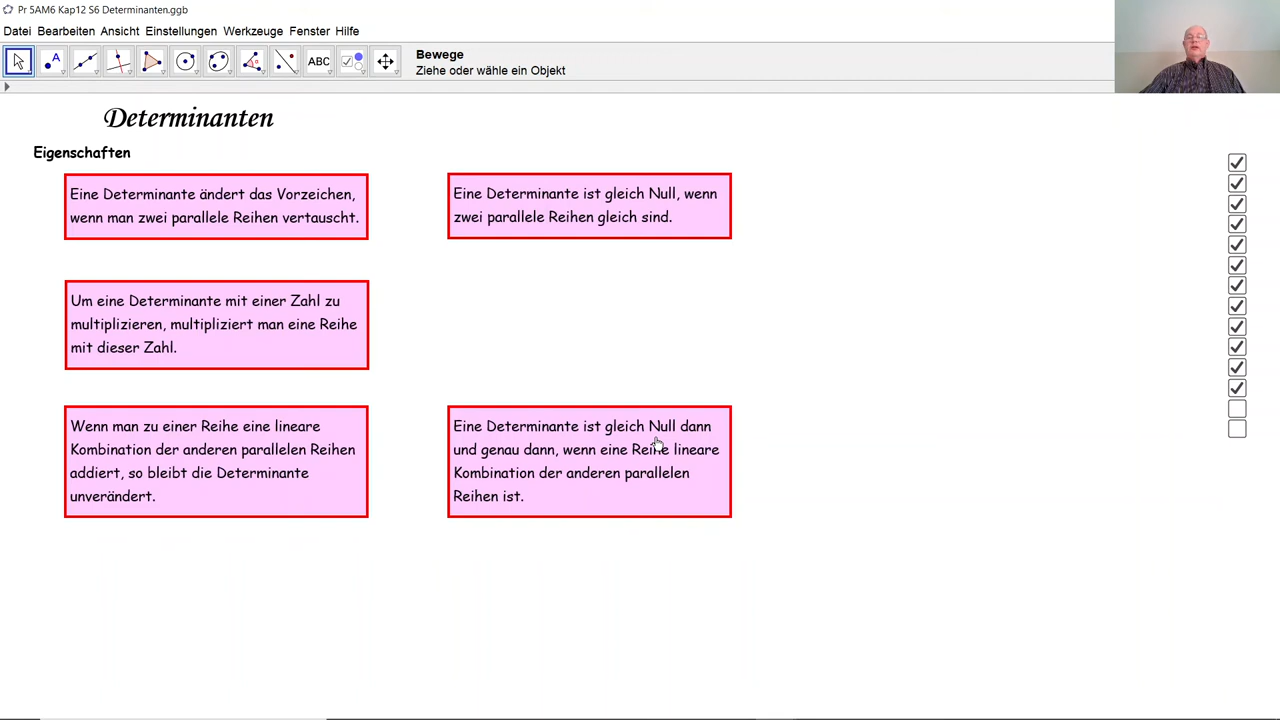 Pr 5AM6 Kap12 S6 Determinanten.ggb
Datei Bearbeiten Ansicht Einstellungen Werkzeuge Fenster Hilfe
A
ABC
Bewege
Ziehe oder wähle ein Objekt
Determinanten
Eigenschaften
Eine Determinante ändert das Vorzeichen,
wenn man zwei parallele Reihen vertauscht.
Eine Determinante ist gleich Null, wenn
zwei parallele Reihen gleich sind.
Um eine Determinante mit einer Zahl zu
multiplizieren, multipliziert man eine Reihe
mit dieser Zahl.
Wenn man zu einer Reihe eine lineare
Kombination der anderen parallelen Reihen
addiert, so bleibt die Determinante
unverändert.
Eine Determinante ist gleich Null dann
und genau dann, wenn eine Reihe lineare
Kombination der anderen parallelen
Reihen ist.